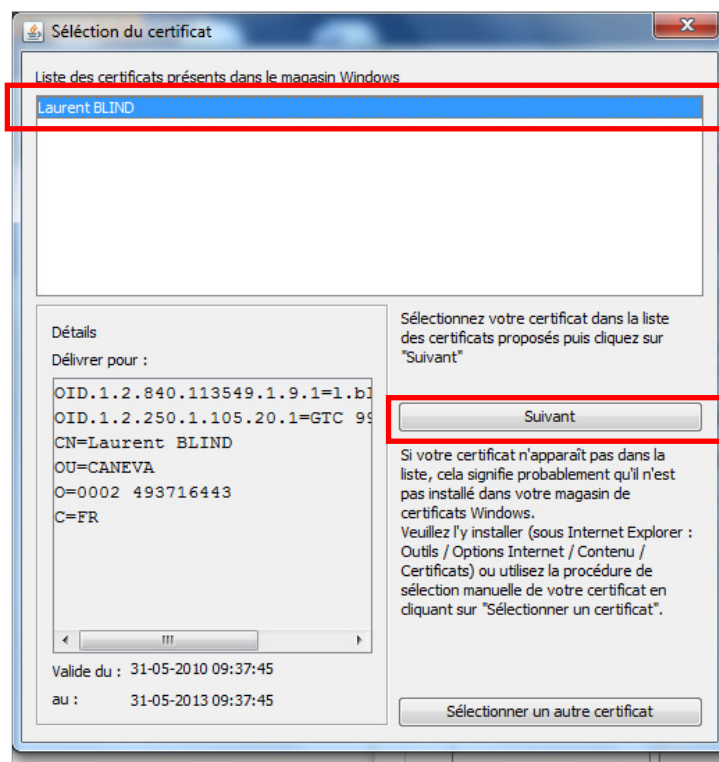 Séléction du certificat
Liste des certificats présents dans le magasin Windows
Laurent BLIND
Détails
Délivrer pour :
OID.1.2.840.113549.1.9.1=l.bl
OID.1.2.250.1.105.20.1=GTC 99
CN=Laurent BLIND
OU=CANEVA
O=0002 493716443
C=FR
Valide du : 31-05-2010 09:37:45
au : 31-05-2013 09:37:45
Sélectionnez votre certificat dans la liste
des certificats proposés puis cliquez sur
"Suivant"
Suivant
Si votre certificat n'apparaît pas dans la
liste, cela signifie probablement qu'il n'est
pas installé dans votre magasin de
certificats Windows.
Veuillez l'y installer (sous Internet Explorer :
Outils / Options Internet / Contenu /
Certificats) ou utilisez la procédure de
sélection manuelle de votre certificat en
cliquant sur "Sélectionner un certificat".
Sélectionner un autre certificat